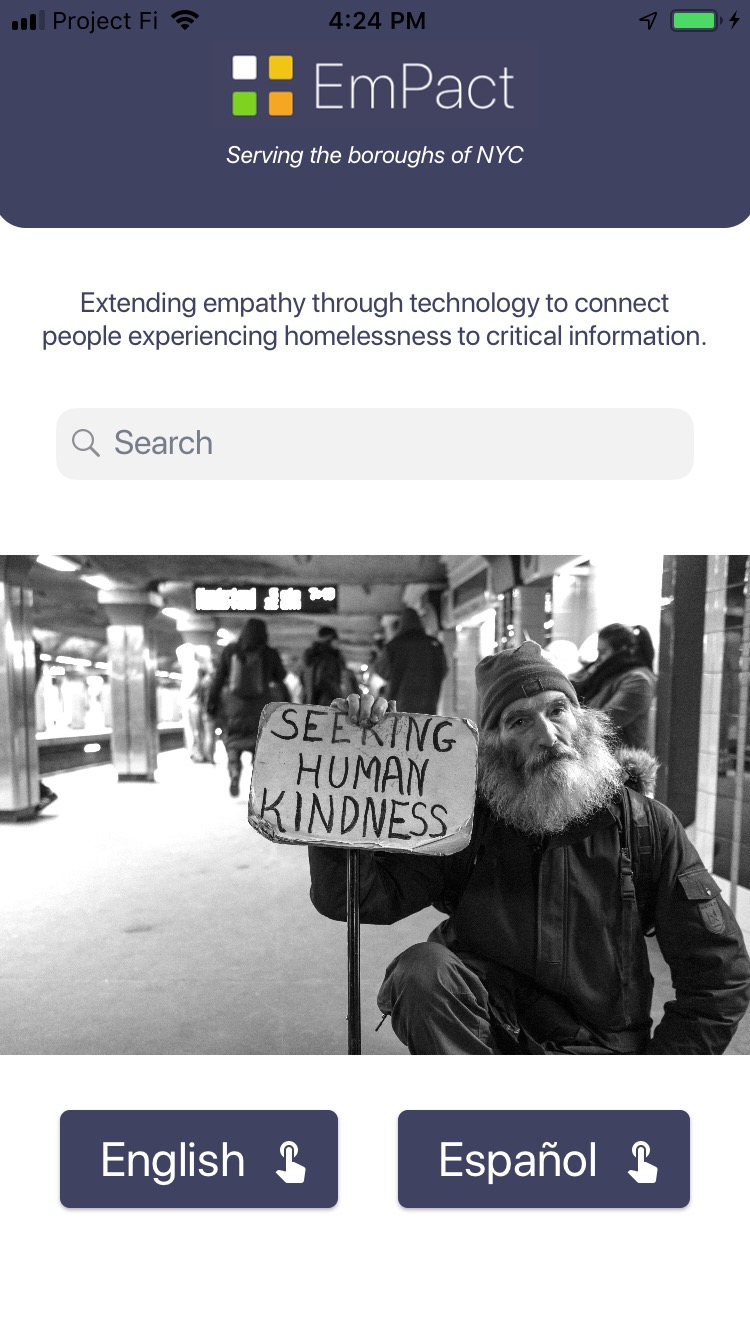 Project Fi
4:24 PM
EmPact
Serving the boroughs of NYC
Extending empathy through technology to connect
people experiencing homelessness to critical information.
Search
SEEKING
HUMAN
KINDNESS
English
Español